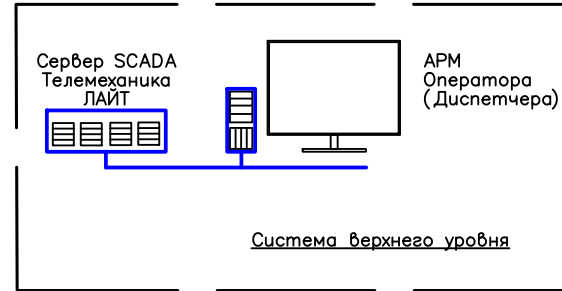 Сервер SCADA
Телемеханика
ЛАЙТ
АРМ
Оператора
(Диспетчера)
Система верхнего уровня